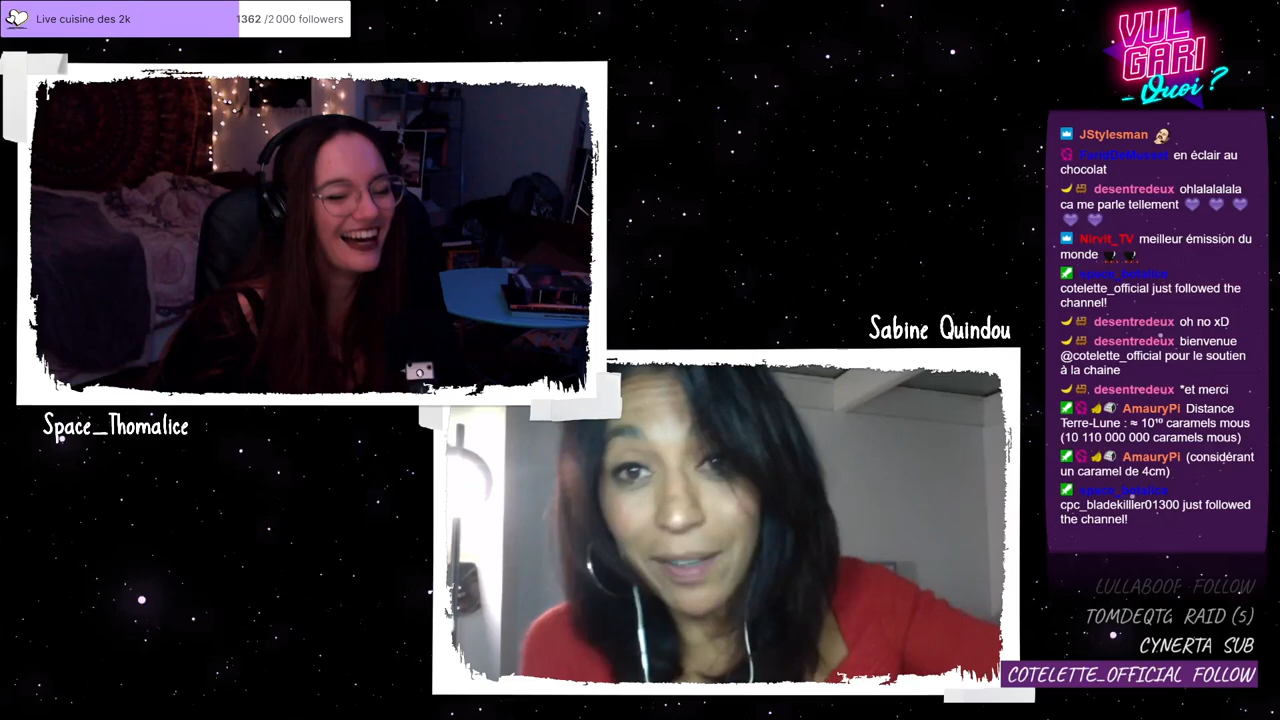 Live cuisine des 2k
1362 /2 000 followers
VUL
GARI
- Quoi ?
JStylesman
FaridDeMusset en éclair au
chocolat
desentredeux ohlalalalala
ca me parle tellement
Nirvit_TV meilleur émission du
monde
cotelette_official just followed the
channel!
desentredeux oh no xD
desentredeux bienvenue
@cotelette_official pour le soutien
à la chaine
desentredeux *et merci
AmauryPi Distance
Terre-Lune : ≈ 10¹⁰ caramels mous
(10 110 000 000 caramels mous)
AmauryPi (considérant
un caramel de 4cm)
cpc_bladekilller01300 just followed
the channel!
Sabine Quindou
Space_Thomalice
FOLLOW
TOMDEQTG RAID (5)
CYNERTA SUB
COTELETTE_OFFICIAL FOLLOW